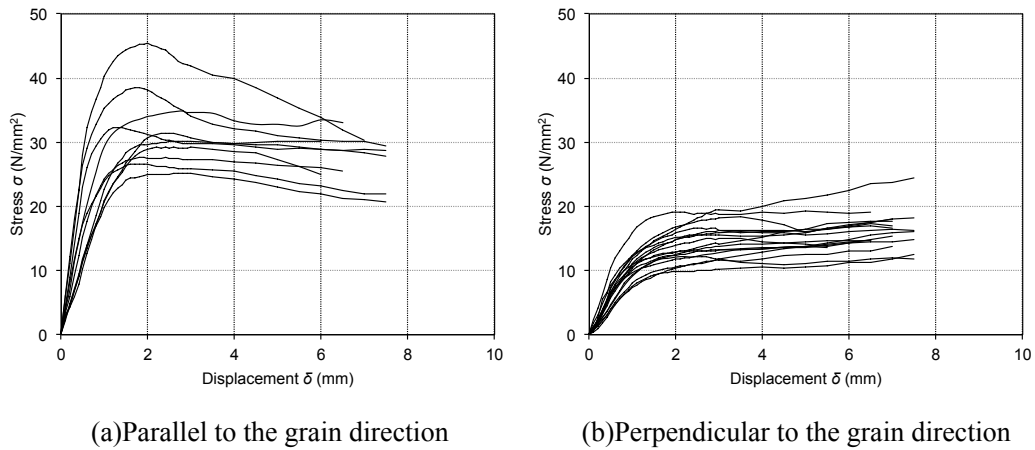 50
40
30
20
10
0
Stress σ (N/mm²)
0 2 4 6 8 10
Displacement δ (mm)
(a)Parallel to the grain direction
50
40
30
20
10
0
Stress σ (N/mm²)
0 2 4 6 8 10
Displacement δ (mm)
(b)Perpendicular to the grain direction